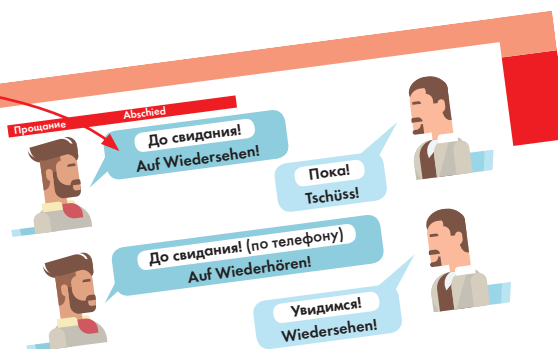 Прощание Abschied
До свидания!
Auf Wiedersehen!
Пока!
Tschüss!
До свидания! (по телефону)
Auf Wiederhören!
Увидимся!
Wiedersehen!